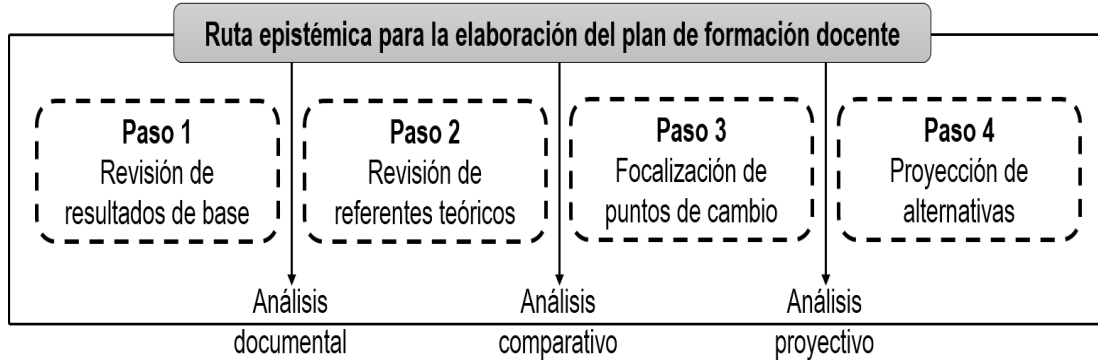 Ruta epistémica para la elaboración del plan de formación docente
Paso 1
Revisión de
resultados de base
Paso 2
Revisión de
referentes teóricos
Paso 3
Focalización de
puntos de cambio
Paso 4
Proyección de
alternativas
Análisis
documental
Análisis
comparativo
Análisis
proyectivo